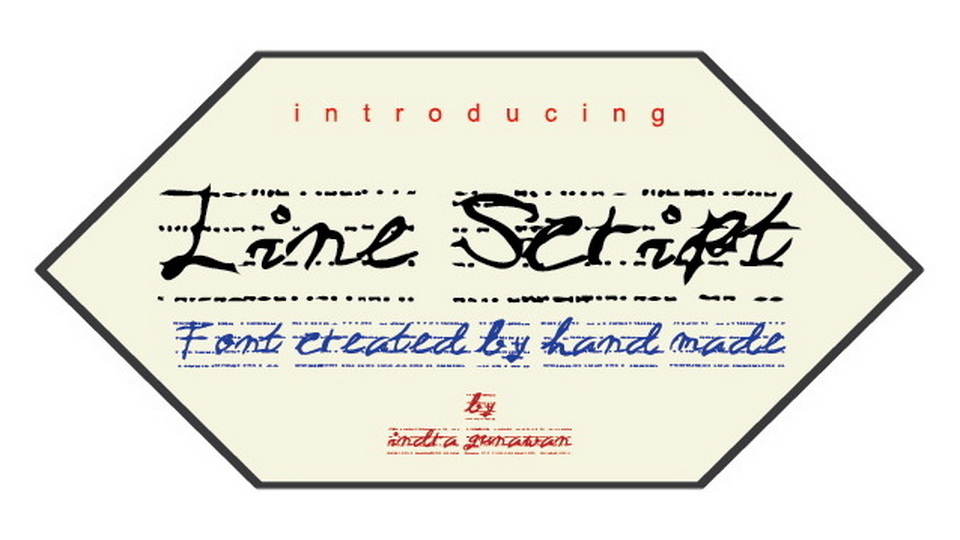 introducing
Line Script
Font created by hand made
by
indra gunawan